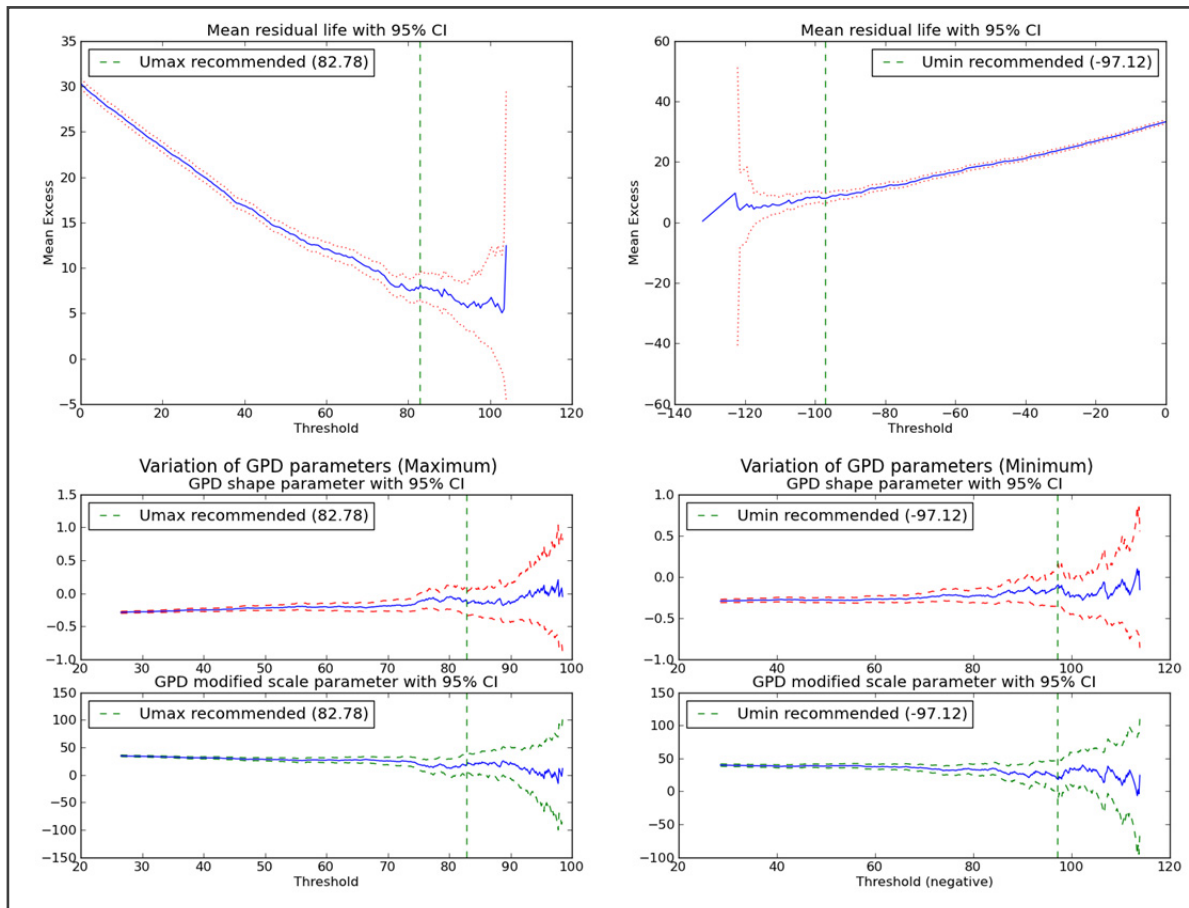 Mean residual life with 95% CI
35
30
25
20
15
10
5
0
−5
Mean Excess
Umax recommended (82.78)
0 20 40 60 80 100 120
Threshold
Mean residual life with 95% CI
60
40
20
0
−20
−40
−60
Mean Excess
Umin recommended (-97.12)
−140 −120 −100 −80 −60 −40 −20 0
Threshold
Variation of GPD parameters (Maximum)
GPD shape parameter with 95% CI
1.5
1.0
0.5
0.0
−0.5
−1.0
Umax recommended (82.78)
20 30 40 50 60 70 80 90 100
GPD modified scale parameter with 95% CI
150
100
50
0
−50
−100
−150
Umax recommended (82.78)
20 30 40 50 60 70 80 90 100
Threshold
Variation of GPD parameters (Minimum)
GPD shape parameter with 95% CI
1.0
0.5
0.0
−0.5
−1.0
Umin recommended (-97.12)
20 40 60 80 100 120
GPD modified scale parameter with 95% CI
150
100
50
0
−50
−100
Umin recommended (-97.12)
20 40 60 80 100 120
Threshold (negative)